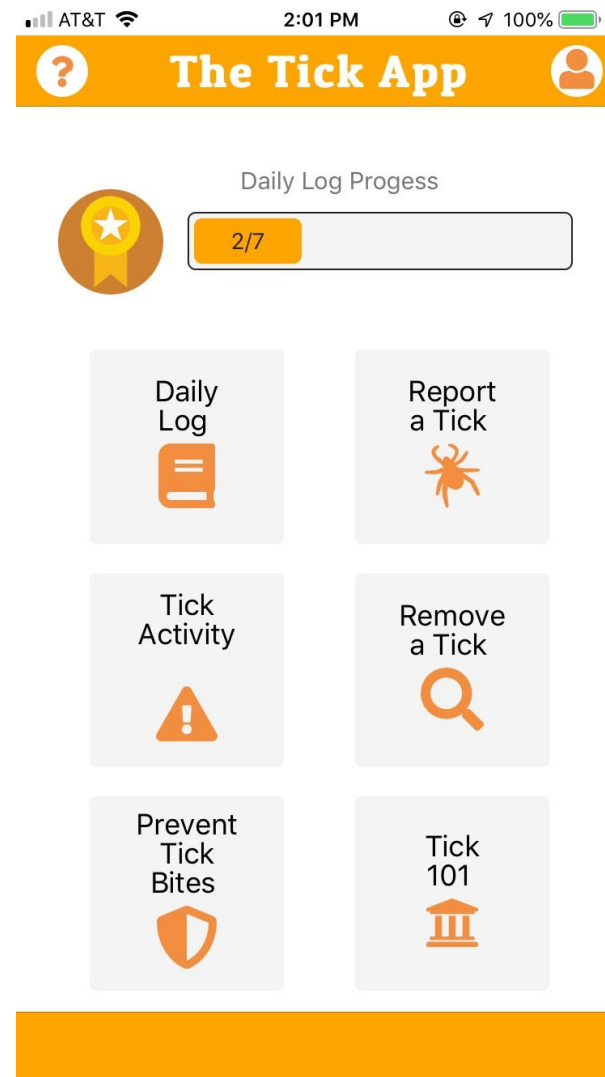 AT&T 2:01 PM 100%
? The Tick App
Daily Log Progess
2/7
Daily
Log
Report
a Tick
Tick
Activity
Remove
a Tick
Prevent
Tick
Bites
Tick
101